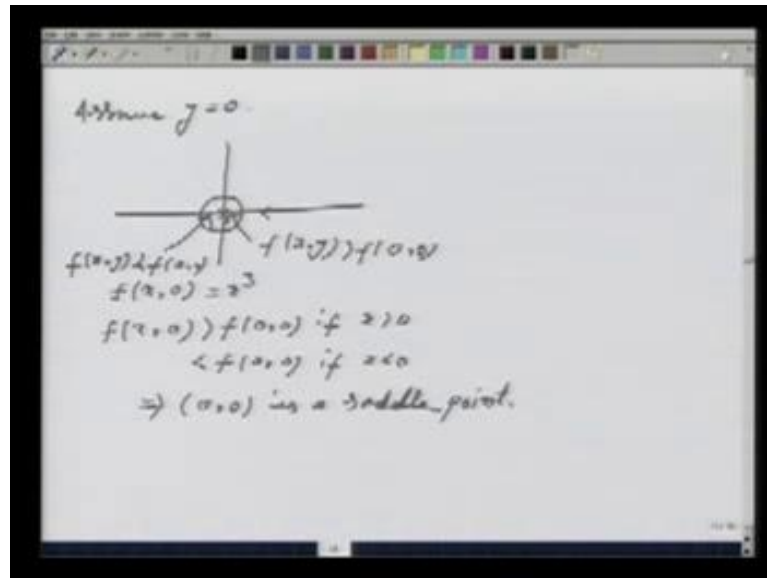 Assume y = 0.
f(x,y) < f(0,0)
f(x,y) > f(0,0)
f(x,0) = x³
f(x,0) > f(0,0) if x > 0
< f(0,0) if x < 0
⇒ (0,0) is a saddle point.